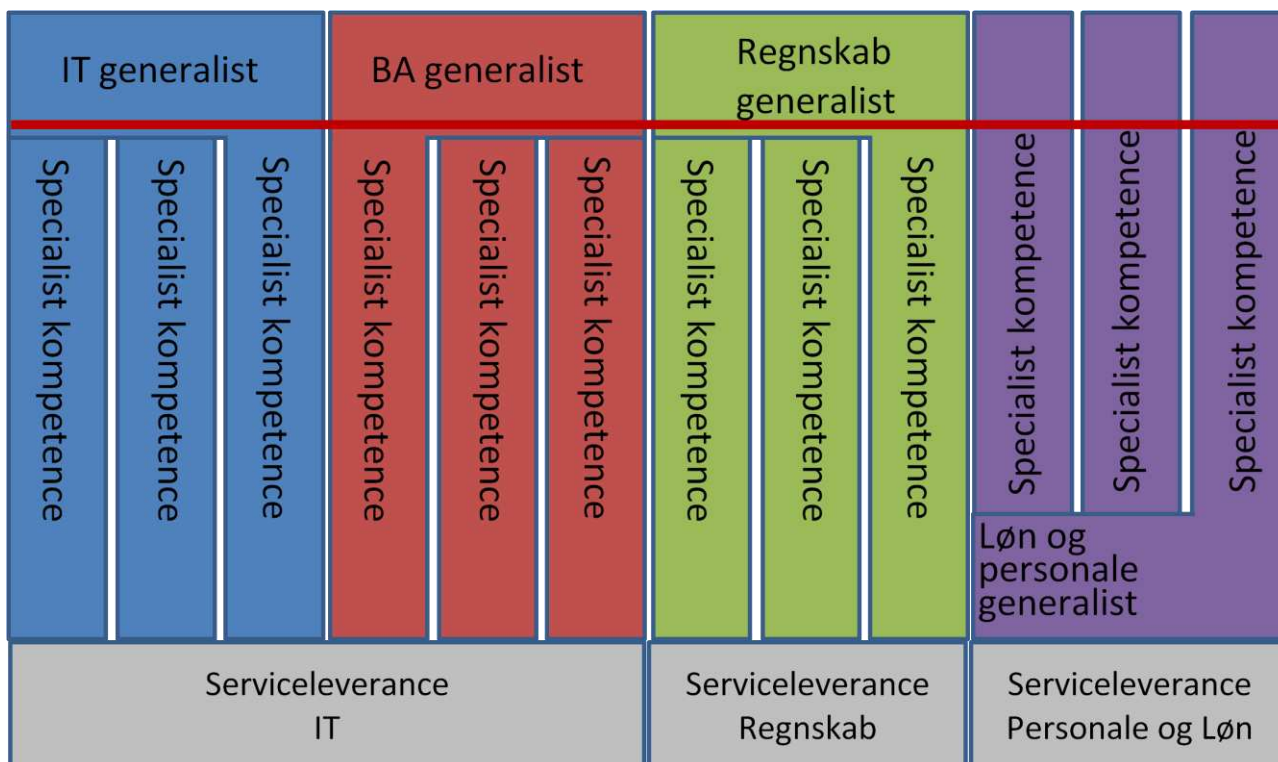 IT generalist
BA generalist
Regnskab
generalist
Specialist kompetence
Specialist kompetence
Specialist kompetence
Specialist kompetence
Specialist kompetence
Specialist kompetence
Specialist kompetence
Specialist kompetence
Specialist kompetence
Specialist kompetence
Specialist kompetence
Specialist kompetence
Løn og
personale
generalist
Serviceleverance
IT
Serviceleverance
Regnskab
Serviceleverance
Personale og Løn